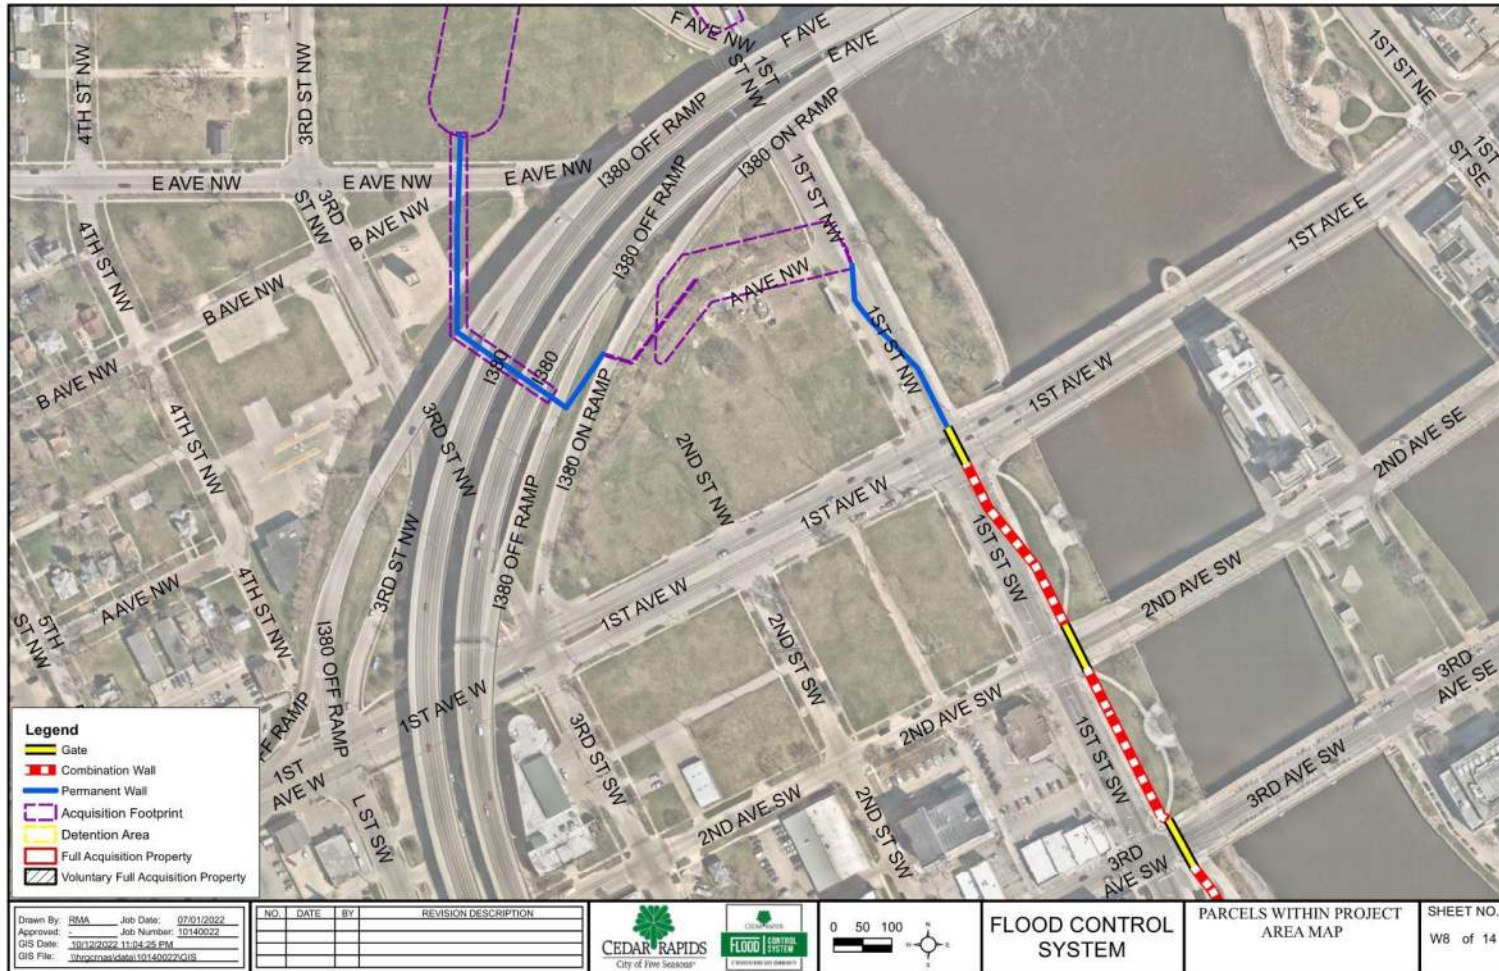 4TH ST NW
3RD ST NW
F AVE NW
1ST
ST NW
F AVE
E AVE
1ST ST NE
1ST
ST SE
I380 OFF RAMP
I380 ON RAMP
E AVE NW
E AVE NW
E AVE NW
3RD
ST NW
B AVE NW
4TH ST NW
B AVE NW
B AVE NW
I380 OFF RAMP
1ST ST NW
1ST AVE E
A AVE NW
1ST ST NW
I380
I380
I380 ON RAMP
1ST AVE W
4TH ST NW
3RD ST NW
2ND ST NW
2ND AVE SE
1ST AVE W
I380 OFF RAMP
3RD ST NW
1ST ST SW
A AVE NW
4TH ST NW
5TH
ST NW
I380 OFF RAMP
1ST AVE W
2ND ST SW
2ND AVE SW
3RD
AVE SE
1ST AVE W
2ND AVE SW
3RD ST SW
1ST ST SW
3RD AVE SW
FF RAMP
1ST
AVE W
L ST SW
2ND AVE SW
2ND ST SW
3RD
AVE SW
Legend
Gate
Combination Wall
Permanent Wall
Acquisition Footprint
Detention Area
Full Acquisition Property
Voluntary Full Acquisition Property
Drawn By: RMA Job Date: 07/01/2022
Approved: - Job Number: 10140022
GIS Date: 10/12/2022 11:04:25 PM
GIS File: \\hrgcrnas\data\10140022\GIS
NO. DATE BY REVISION DESCRIPTION
CEDAR RAPIDS
City of Five Seasons
CEDAR RAPIDS
FLOOD CONTROL
SYSTEM
0 50 100
N
W E
S
FLOOD CONTROL
SYSTEM
PARCELS WITHIN PROJECT
AREA MAP
SHEET NO.
W8 of 14